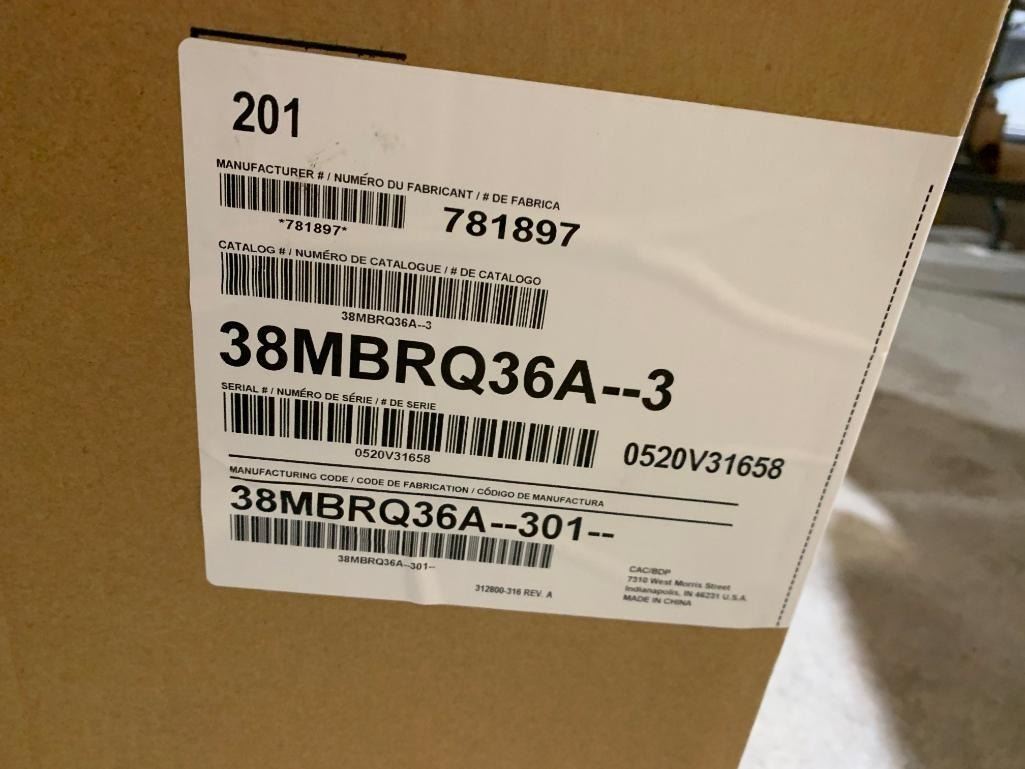 201
MANUFACTURER # / NUMÉRO DU FABRICANT / # DE FABRICA
*781897*
781897
CATALOG # / NUMÉRO DE CATALOGUE / # DE CATALOGO
38MBRQ36A--3
38MBRQ36A--3
SERIAL # / NUMÉRO DE SÉRIE / # DE SERIE
0520V31658
0520V31658
MANUFACTURING CODE / CODE DE FABRICATION / CÓDIGO DE MANUFACTURA
38MBRQ36A--301--
38MBRQ36A--301--
312800-316 REV. A
CAC/BDP
7310 West Morris Street
Indianapolis, IN 46231 U.S.A.
MADE IN CHINA